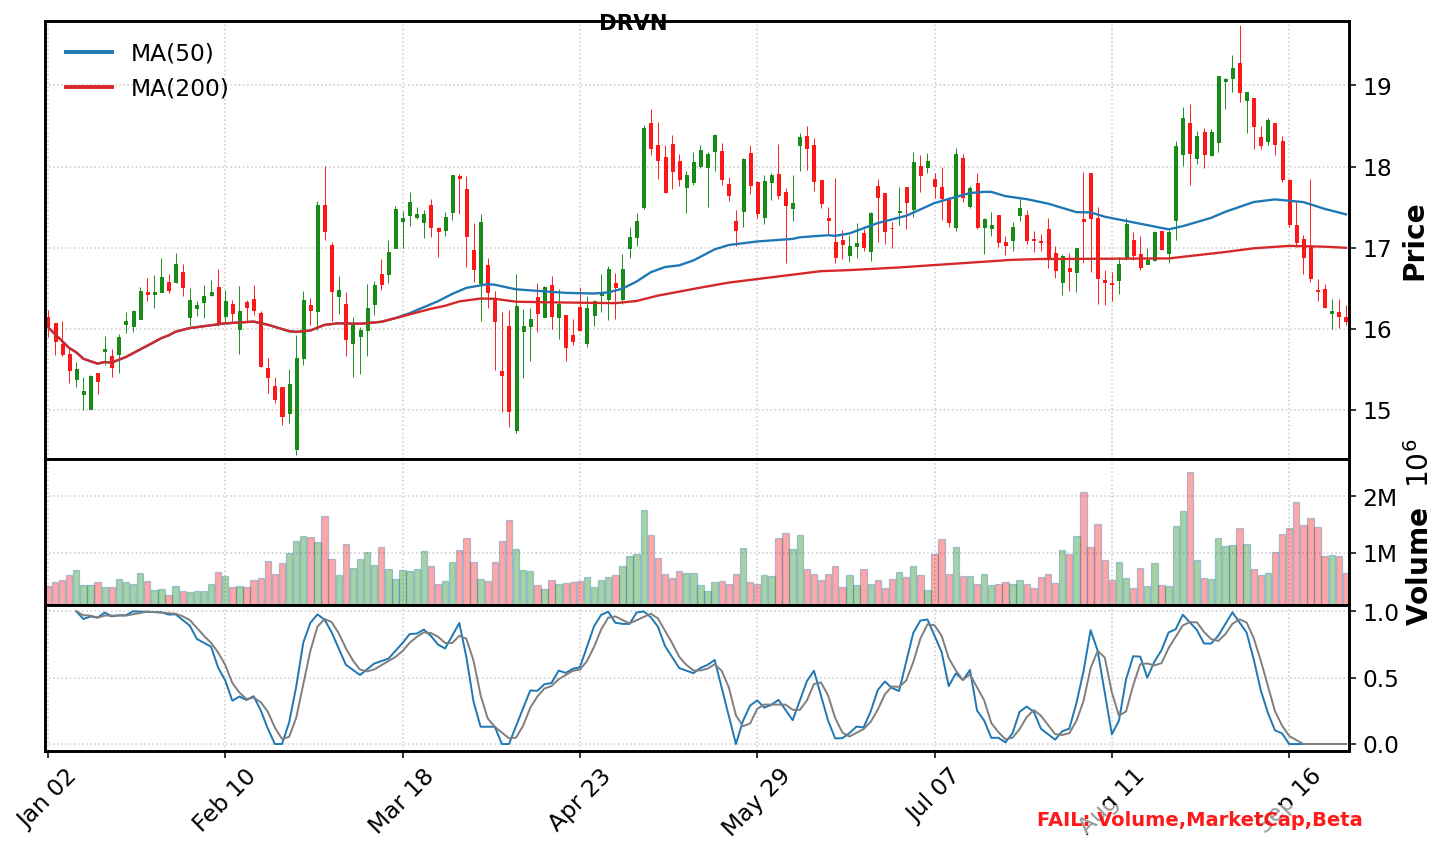 DRVN
MA(50)
MA(200)
19
18
17
16
15
Price
2M
1M
Volume 10^6
1.0
0.5
0.0
Jan 02
Feb 10
Mar 18
Apr 23
May 29
Jul 07
Aug 11
Sep 16
FAIL: Volume,MarketCap,Beta